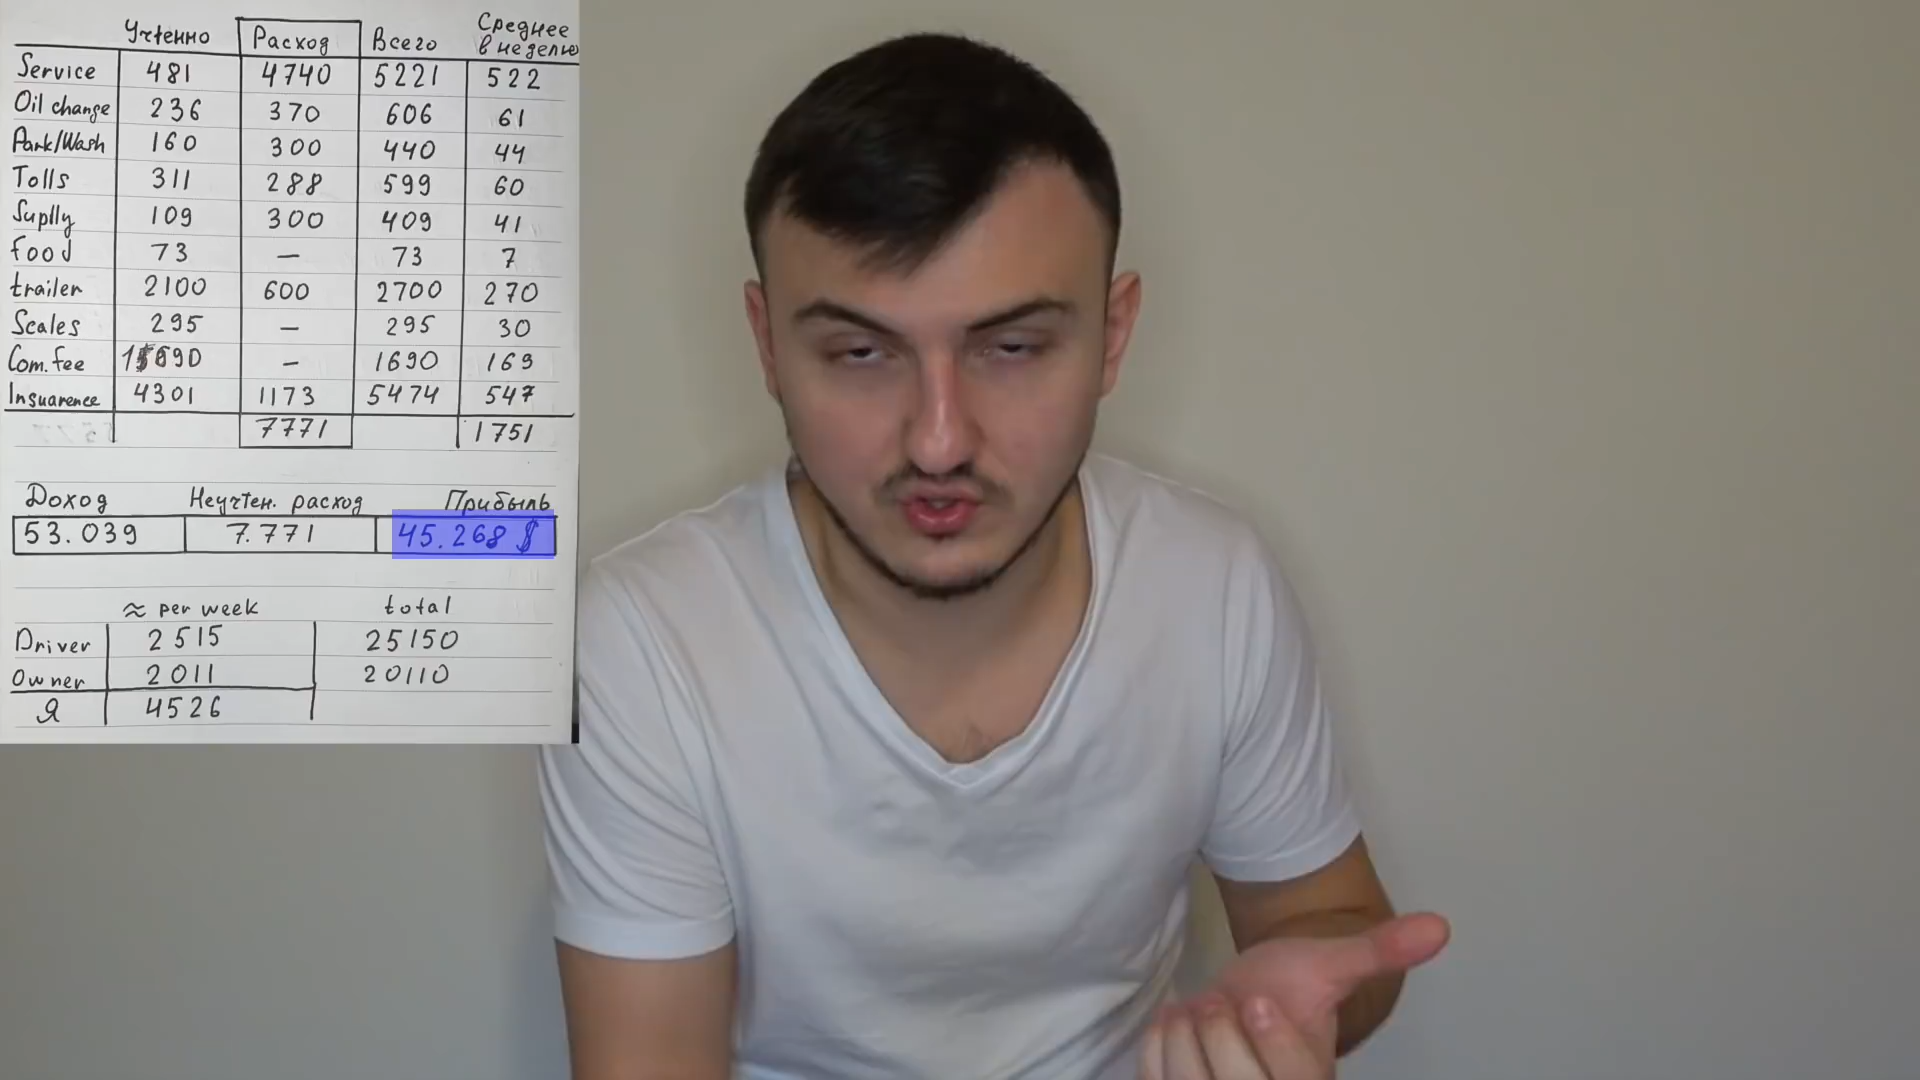 Учтенно Расход Всего Среднее в неделю
Service 481 4740 5221 522
Oil change 236 370 606 61
Park/Wash 160 300 440 44
Tolls 311 288 599 60
Suplly 109 300 409 41
food 73 — 73 7
trailer 2100 600 2700 270
Scales 295 — 295 30
Com. fee 1690 — 1690 169
Insuarence 4301 1173 5474 547
7771 1751
Доход Неучтен. расход Прибыль
53.039 7.771 45.268 $
≈ per week total
Driver 2515 25150
Owner 2011 20110
Я 4526